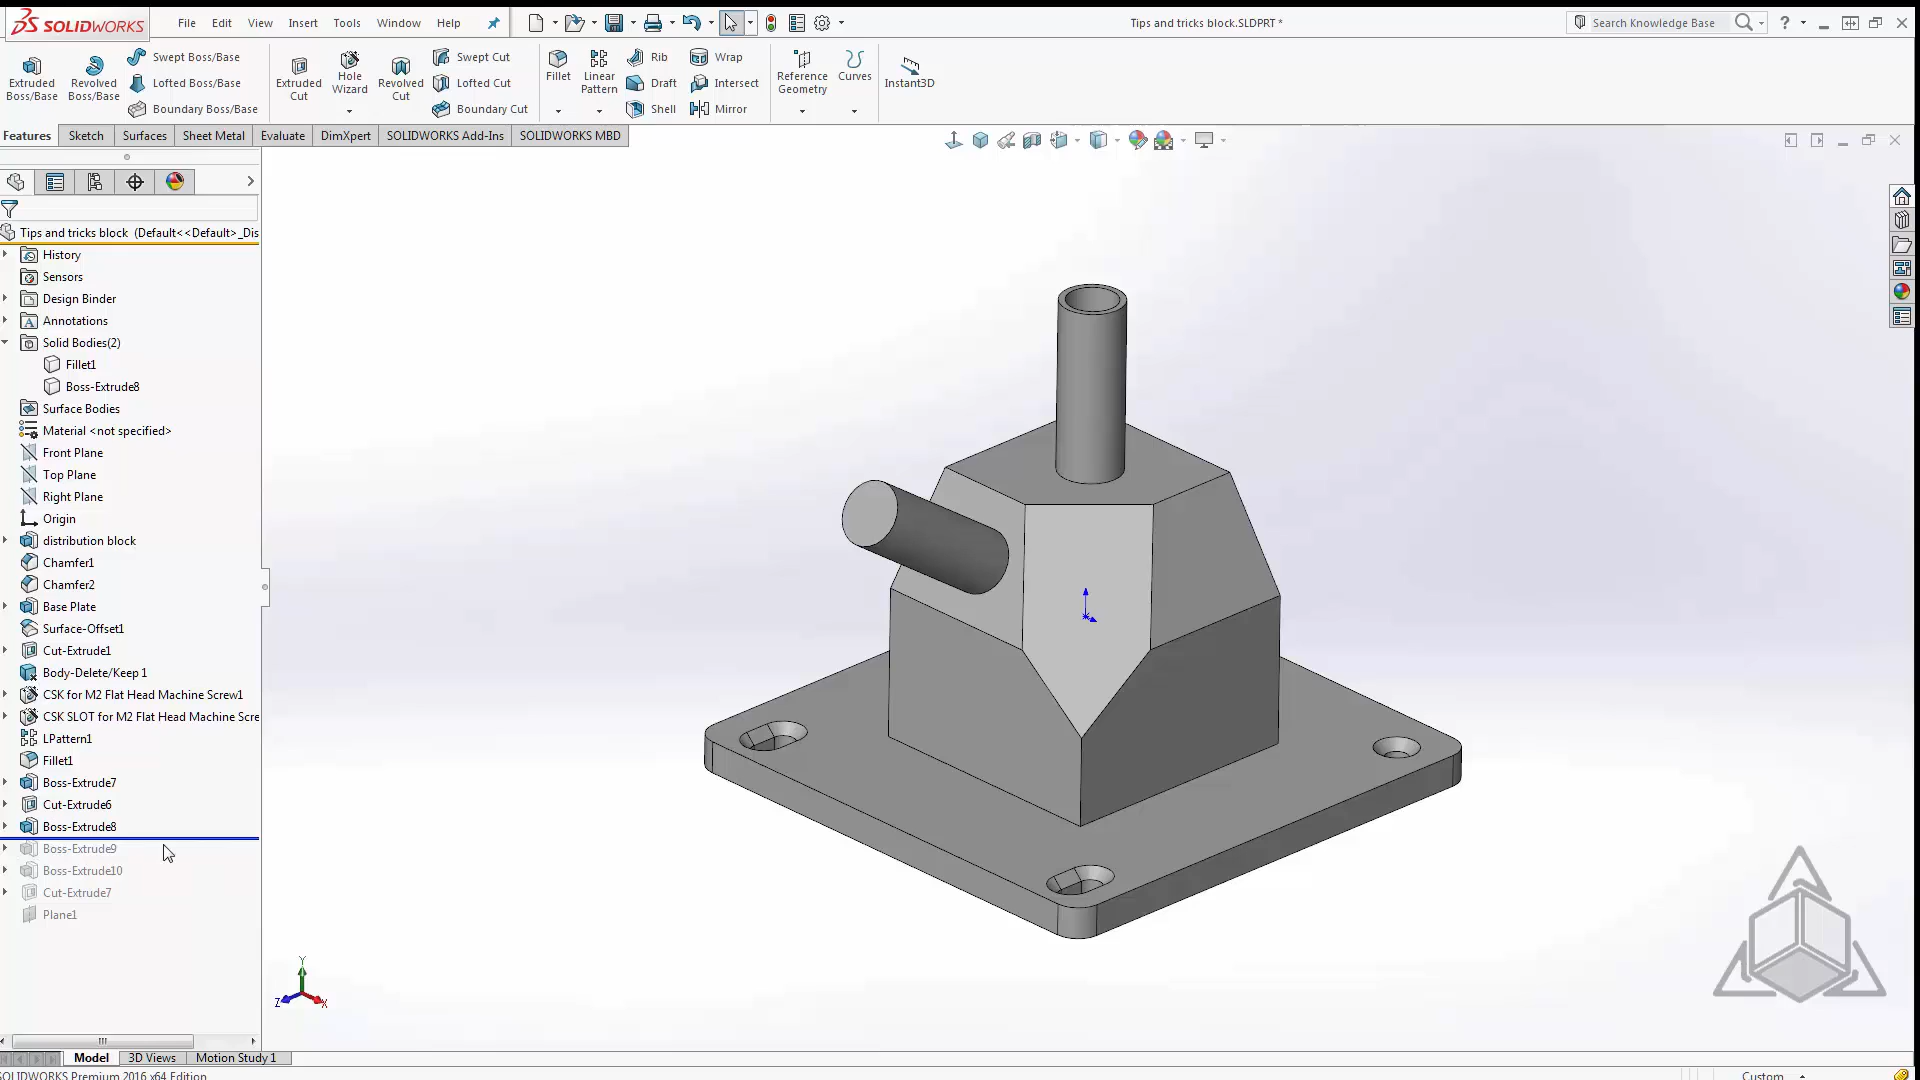 SOLIDWORKS
File Edit View Insert Tools Window Help
Tips and tricks block.SLDPRT *
Search Knowledge Base
?
Extruded Boss/Base
Revolved Boss/Base
Swept Boss/Base
Lofted Boss/Base
Boundary Boss/Base
Extruded Cut
Hole Wizard
Revolved Cut
Swept Cut
Lofted Cut
Boundary Cut
Fillet
Linear Pattern
Rib
Draft
Shell
Wrap
Intersect
Mirror
Reference Geometry
Curves
Instant3D
Features Sketch Surfaces Sheet Metal Evaluate DimXpert SOLIDWORKS Add-Ins SOLIDWORKS MBD
Tips and tricks block (Default<<Default>_Dis
History
Sensors
Design Binder
Annotations
Solid Bodies(2)
Fillet1
Boss-Extrude8
Surface Bodies
Material <not specified>
Front Plane
Top Plane
Right Plane
Origin
distribution block
Chamfer1
Chamfer2
Base Plate
Surface-Offset1
Cut-Extrude1
Body-Delete/Keep 1
CSK for M2 Flat Head Machine Screw1
CSK SLOT for M2 Flat Head Machine Scre
LPattern1
Fillet1
Boss-Extrude7
Cut-Extrude6
Boss-Extrude8
Boss-Extrude9
Boss-Extrude10
Cut-Extrude7
Plane1
Y
Z X
Model 3D Views Motion Study 1
SOLIDWORKS Premium 2016 x64 Edition
Custom